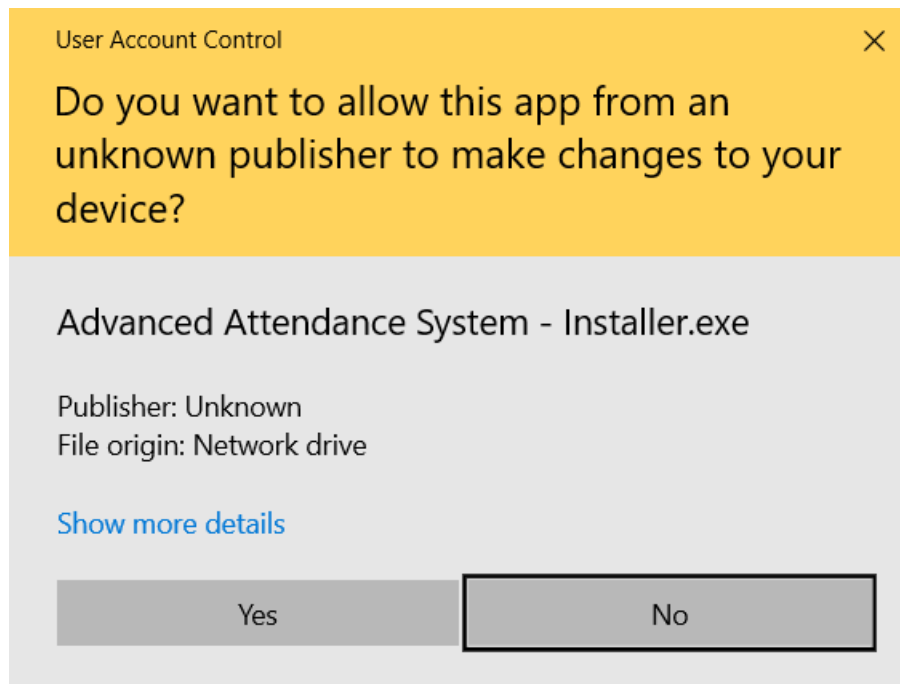 User Account Control
Do you want to allow this app from an
unknown publisher to make changes to your
device?
Advanced Attendance System - Installer.exe
Publisher: Unknown
File origin: Network drive
Show more details
Yes
No